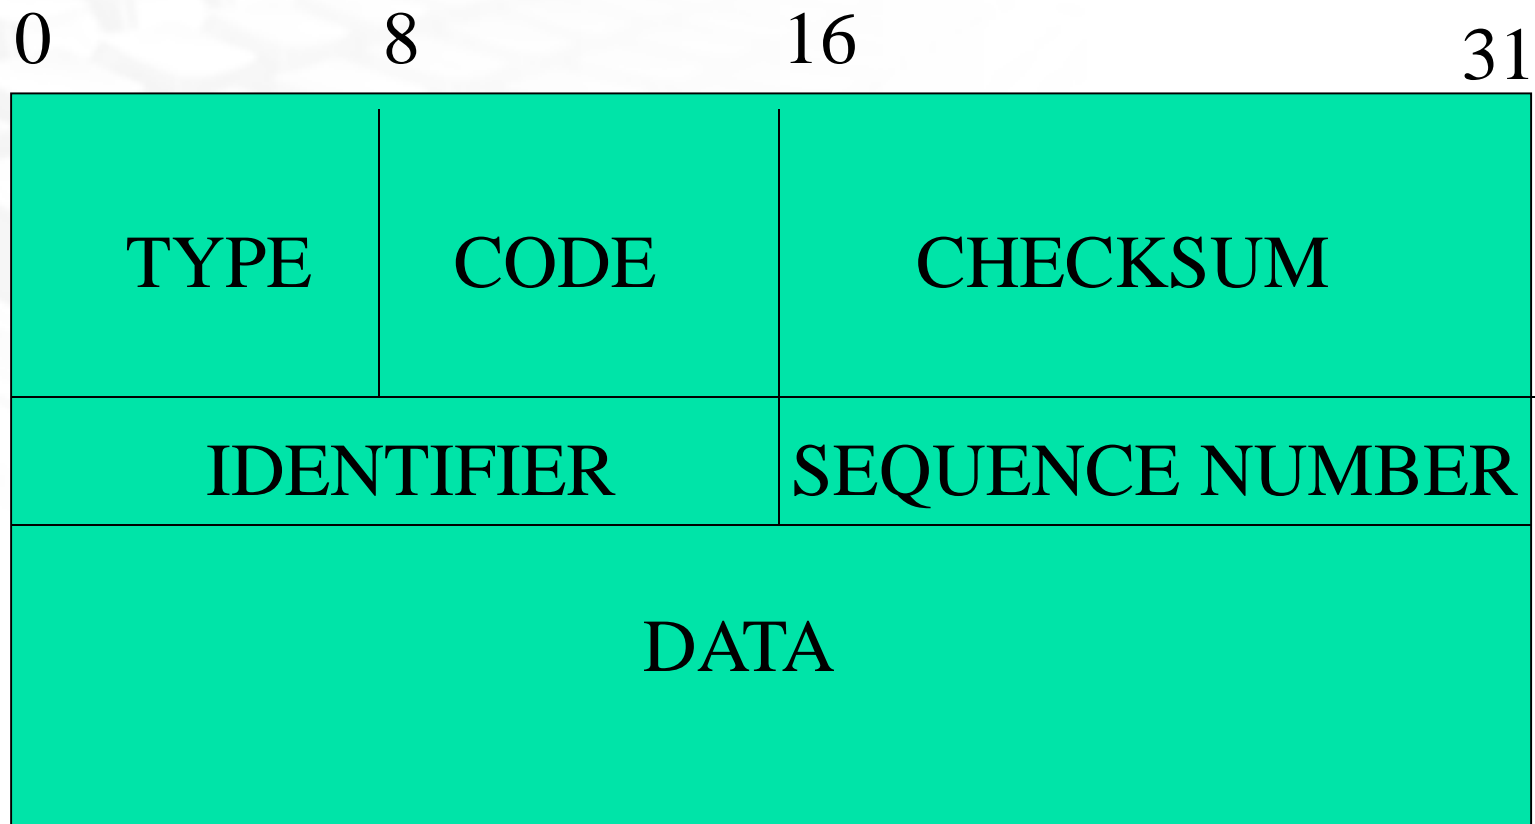 0 8 16 31
TYPE CODE CHECKSUM
IDENTIFIER SEQUENCE NUMBER
DATA